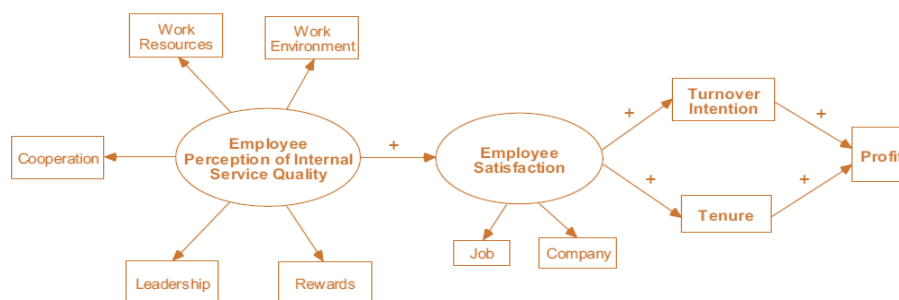 Work
Resources
Work
Environment
Turnover
Intention
+
+
Cooperation
Employee
Perception of Internal
Service Quality
+
Employee
Satisfaction
Profit
+
+
Tenure
Job
Company
Leadership
Rewards